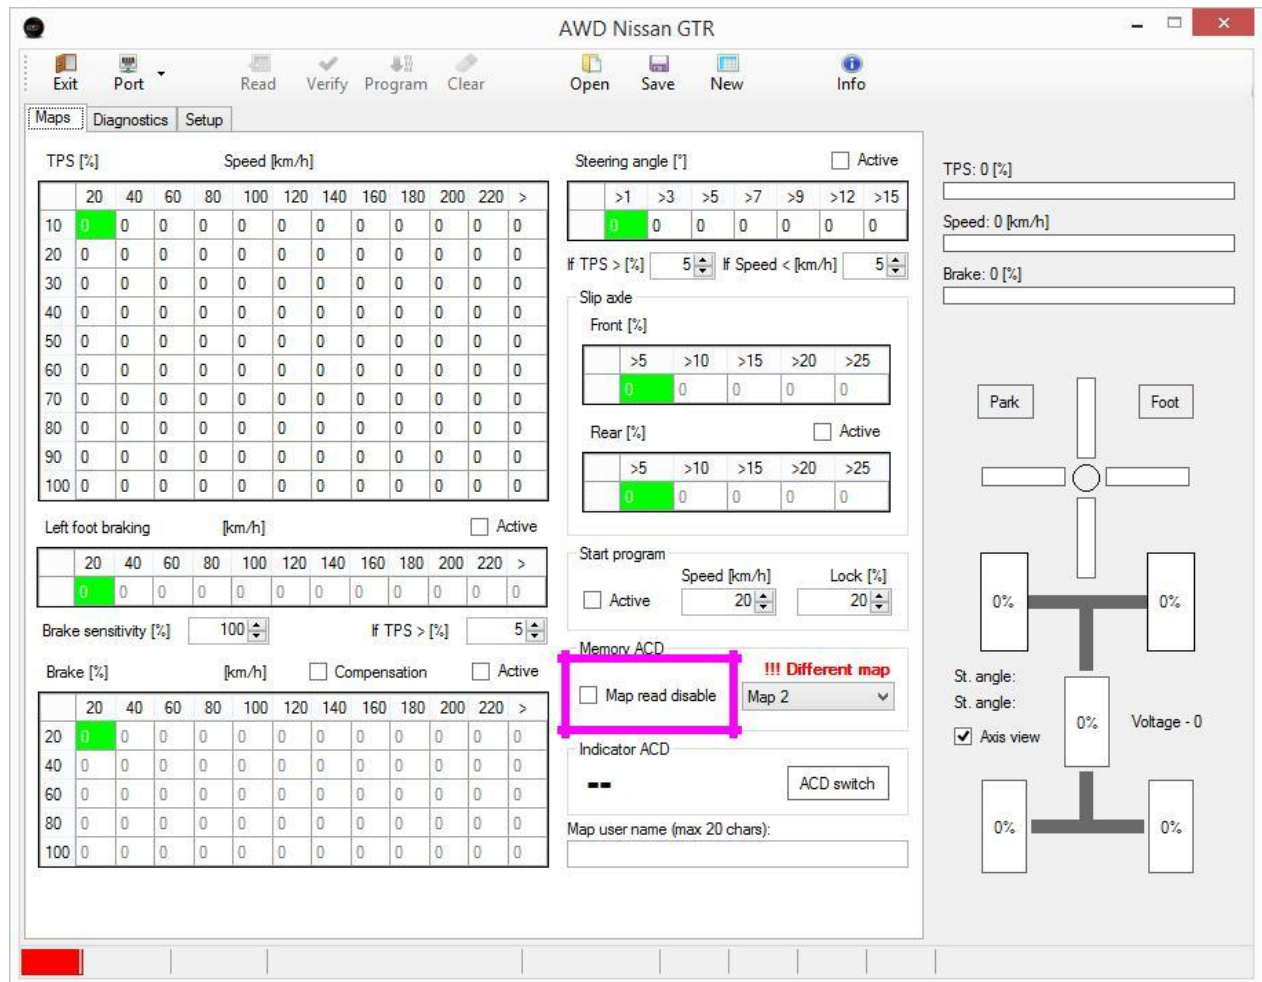 AWD Nissan GTR
Exit Port Read Verify Program Clear Open Save New Info
Maps Diagnostics Setup
TPS [%] Speed [km/h]
20 40 60 80 100 120 140 160 180 200 220 >
10 0 0 0 0 0 0 0 0 0 0 0 0
20 0 0 0 0 0 0 0 0 0 0 0 0
30 0 0 0 0 0 0 0 0 0 0 0 0
40 0 0 0 0 0 0 0 0 0 0 0 0
50 0 0 0 0 0 0 0 0 0 0 0 0
60 0 0 0 0 0 0 0 0 0 0 0 0
70 0 0 0 0 0 0 0 0 0 0 0 0
80 0 0 0 0 0 0 0 0 0 0 0 0
90 0 0 0 0 0 0 0 0 0 0 0 0
100 0 0 0 0 0 0 0 0 0 0 0 0
Left foot braking [km/h] Active
20 40 60 80 100 120 140 160 180 200 220 >
0 0 0 0 0 0 0 0 0 0 0 0
Brake sensitivity [%] 100 If TPS > [%] 5
Brake [%] [km/h] Compensation Active
20 40 60 80 100 120 140 160 180 200 220 >
20 0 0 0 0 0 0 0 0 0 0 0 0
40 0 0 0 0 0 0 0 0 0 0 0 0
60 0 0 0 0 0 0 0 0 0 0 0 0
80 0 0 0 0 0 0 0 0 0 0 0 0
100 0 0 0 0 0 0 0 0 0 0 0 0
Steering angle [°] Active
>1 >3 >5 >7 >9 >12 >15
0 0 0 0 0 0 0
If TPS > [%] 5 If Speed < [km/h] 5
Slip axle
Front [%]
>5 >10 >15 >20 >25
0 0 0 0 0
Rear [%] Active
>5 >10 >15 >20 >25
0 0 0 0 0
Start program
Speed [km/h] Lock [%]
Active 20 20
Memory ACD
!!! Different map
Map read disable Map 2
Indicator ACD
-- ACD switch
Map user name (max 20 chars):
TPS: 0 [%]
Speed: 0 [km/h]
Brake: 0 [%]
Park Foot
0% 0%
St. angle:
St. angle:
0% Voltage - 0
Axis view
0% 0%